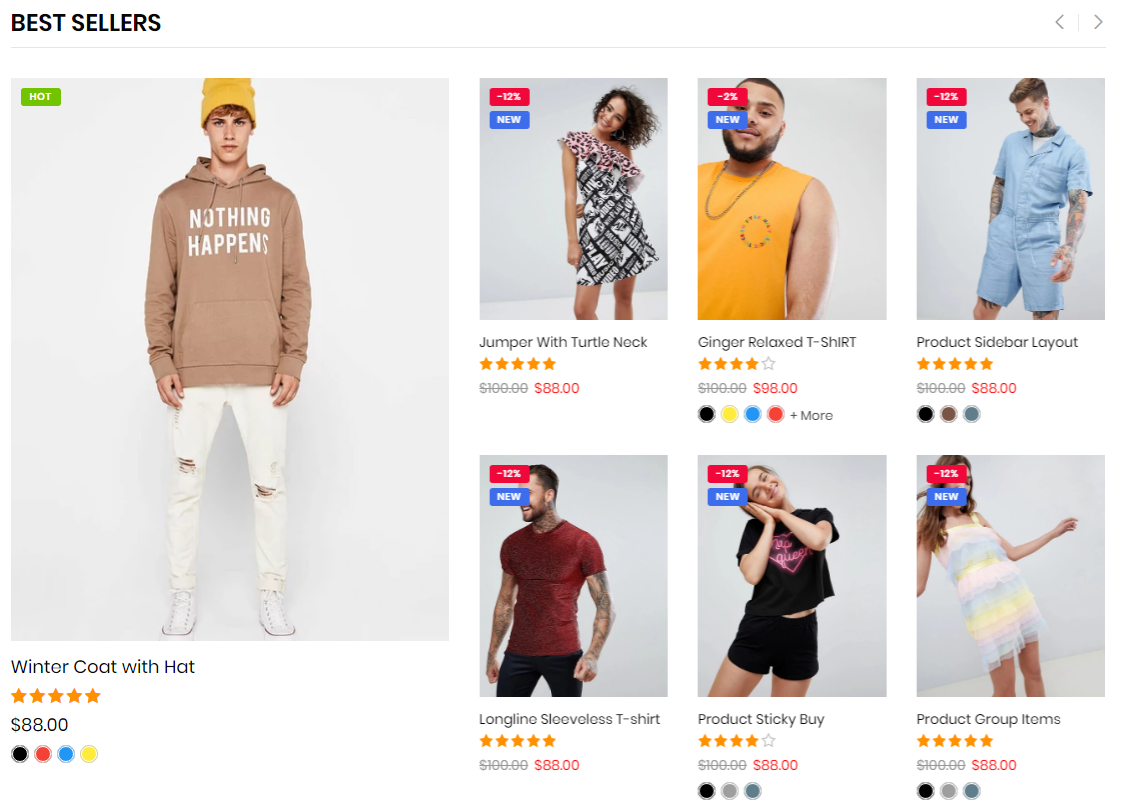 BEST SELLERS
HOT
NOTHING
HAPPENS
Winter Coat with Hat
$88.00
-12%
NEW
Jumper With Turtle Neck
$100.00 $88.00
-2%
NEW
Ginger Relaxed T-ShIRT
$100.00 $98.00
+ More
-12%
NEW
Product Sidebar Layout
$100.00 $88.00
-12%
NEW
Longline Sleeveless T-shirt
$100.00 $88.00
-12%
NEW
nap
queen
Product Sticky Buy
$100.00 $88.00
-12%
NEW
Product Group Items
$100.00 $88.00